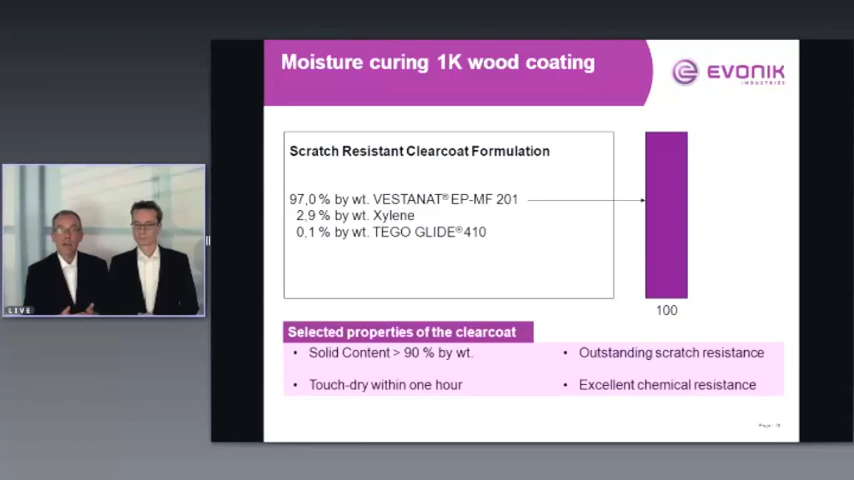 Moisture curing 1K wood coating
EVONIK
INDUSTRIES
Scratch Resistant Clearcoat Formulation
97,0 % by wt. VESTANAT® EP-MF 201
2,9 % by wt. Xylene
0,1 % by wt. TEGO GLIDE® 410
100
LIVE
Selected properties of the clearcoat
• Solid Content > 90 % by wt.
• Outstanding scratch resistance
• Touch-dry within one hour
• Excellent chemical resistance